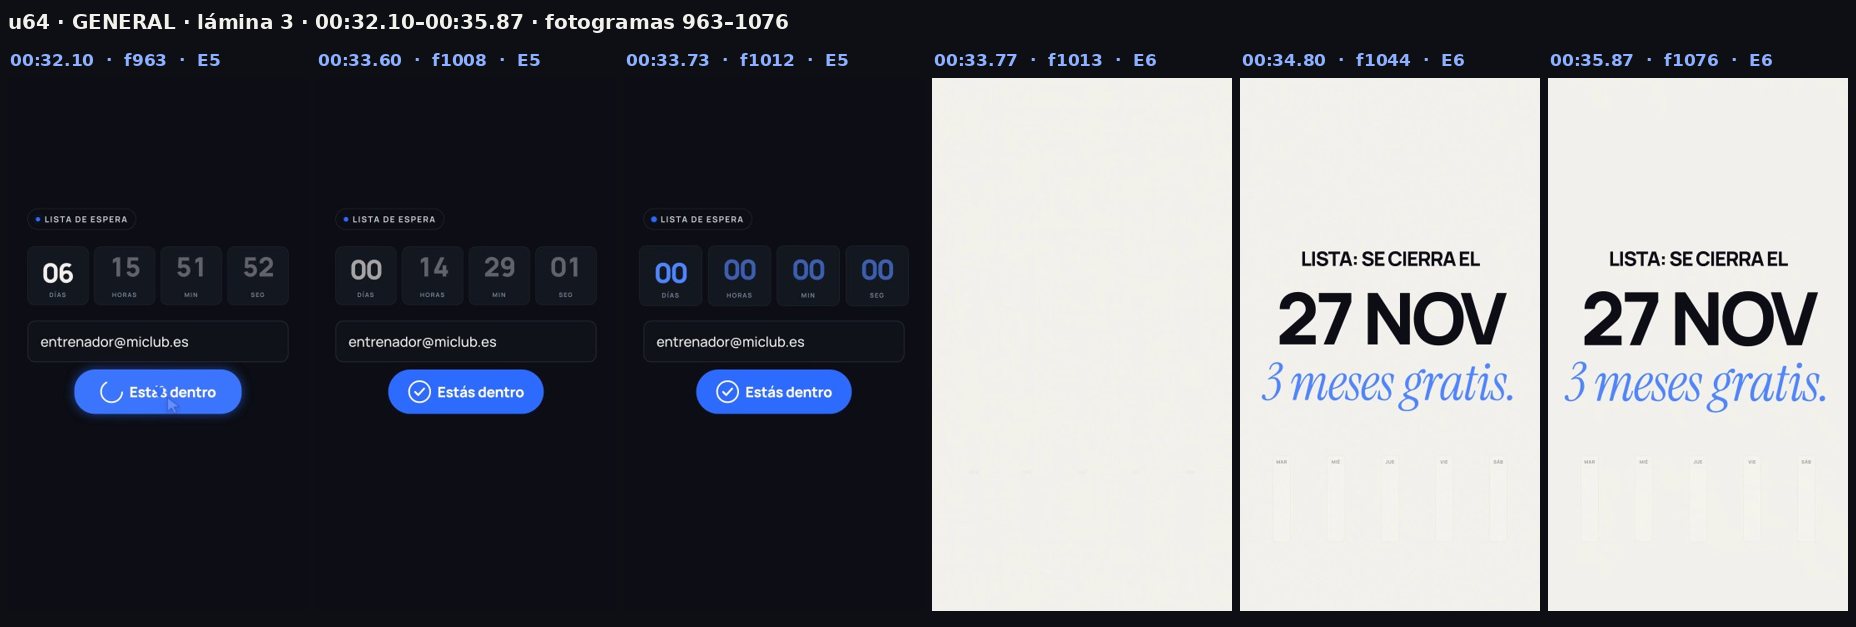 u64 · GENERAL · lámina 3 · 00:32.10–00:35.87 · fotogramas 963–1076
00:32.10 · f963 · E5
LISTA DE ESPERA
06 15 51 52
DÍAS HORAS MIN SEG
entrenador@miclub.es
Estás dentro
00:33.60 · f1008 · E5
LISTA DE ESPERA
00 14 29 01
DÍAS HORAS MIN SEG
entrenador@miclub.es
Estás dentro
00:33.73 · f1012 · E5
LISTA DE ESPERA
00 00 00 00
DÍAS HORAS MIN SEG
entrenador@miclub.es
Estás dentro
00:33.77 · f1013 · E6
00:34.80 · f1044 · E6
LISTA: SE CIERRA EL
27 NOV
3 meses gratis.
MAR MIÉ JUE VIE SÁB
00:35.87 · f1076 · E6
LISTA: SE CIERRA EL
27 NOV
3 meses gratis.
MAR MIÉ JUE VIE SÁB